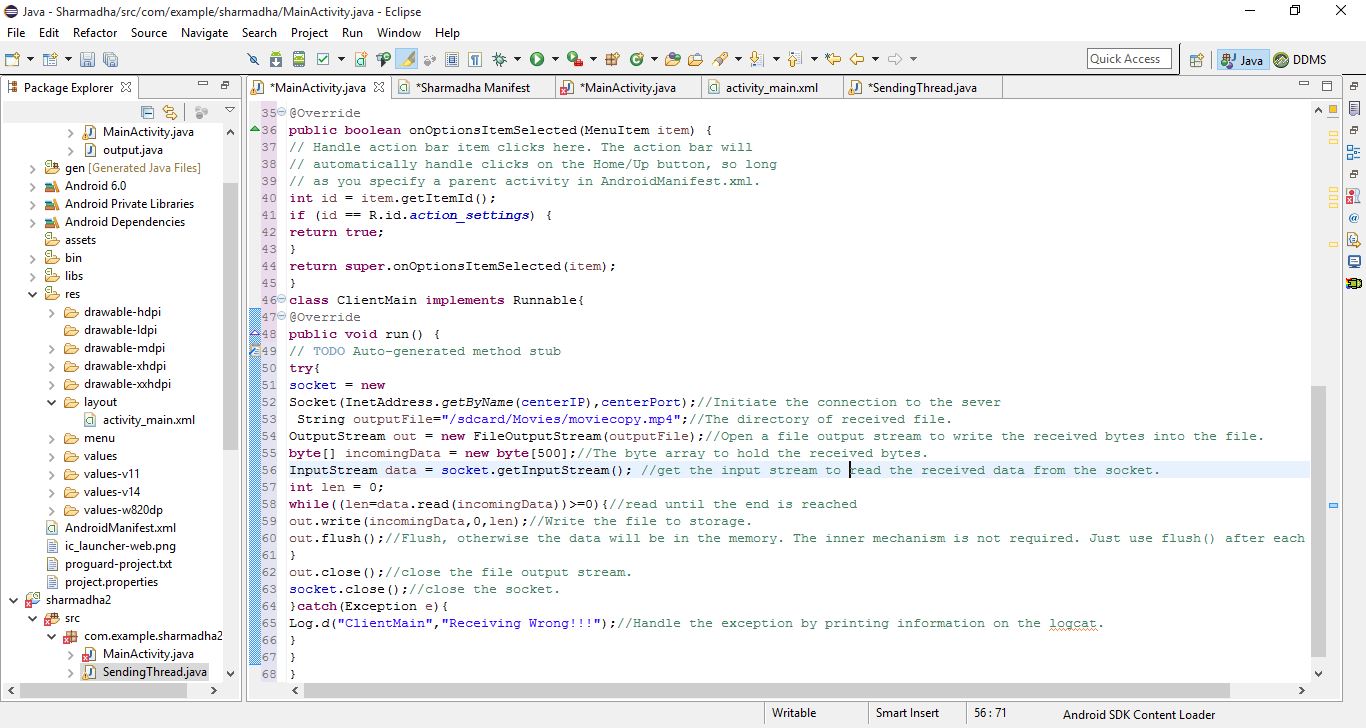 Java - Sharmadha/src/com/example/sharmadha/MainActivity.java - Eclipse
File Edit Refactor Source Navigate Search Project Run Window Help
Quick Access Java DDMS
Package Explorer
*MainActivity.java *Sharmadha Manifest *MainActivity.java activity_main.xml *SendingThread.java
MainActivity.java
output.java
gen [Generated Java Files]
Android 6.0
Android Private Libraries
Android Dependencies
assets
bin
libs
res
drawable-hdpi
drawable-ldpi
drawable-mdpi
drawable-xhdpi
drawable-xxhdpi
layout
activity_main.xml
menu
values
values-v11
values-v14
values-w820dp
AndroidManifest.xml
ic_launcher-web.png
proguard-project.txt
project.properties
sharmadha2
src
com.example.sharmadha2
MainActivity.java
SendingThread.java
35 @Override
36 public boolean onOptionsItemSelected(MenuItem item) {
37 // Handle action bar item clicks here. The action bar will
38 // automatically handle clicks on the Home/Up button, so long
39 // as you specify a parent activity in AndroidManifest.xml.
40 int id = item.getItemId();
41 if (id == R.id.action_settings) {
42 return true;
43 }
44 return super.onOptionsItemSelected(item);
45 }
46 class ClientMain implements Runnable{
47 @Override
48 public void run() {
49 // TODO Auto-generated method stub
50 try{
51 socket = new
52 Socket(InetAddress.getByName(centerIP),centerPort);//Initiate the connection to the sever
53 String outputFile="/sdcard/Movies/moviecopy.mp4";//The directory of received file.
54 OutputStream out = new FileOutputStream(outputFile);//Open a file output stream to write the received bytes into the file.
55 byte[] incomingData = new byte[500];//The byte array to hold the received bytes.
56 InputStream data = socket.getInputStream(); //get the input stream to read the received data from the socket.
57 int len = 0;
58 while((len=data.read(incomingData))>=0){//read until the end is reached
59 out.write(incomingData,0,len);//Write the file to storage.
60 out.flush();//Flush, otherwise the data will be in the memory. The inner mechanism is not required. Just use flush() after each
61 }
62 out.close();//close the file output stream.
63 socket.close();//close the socket.
64 }catch(Exception e){
65 Log.d("ClientMain","Receiving Wrong!!!");//Handle the exception by printing information on the logcat.
66 }
67 }
68 }
Writable Smart Insert 56 : 71 Android SDK Content Loader